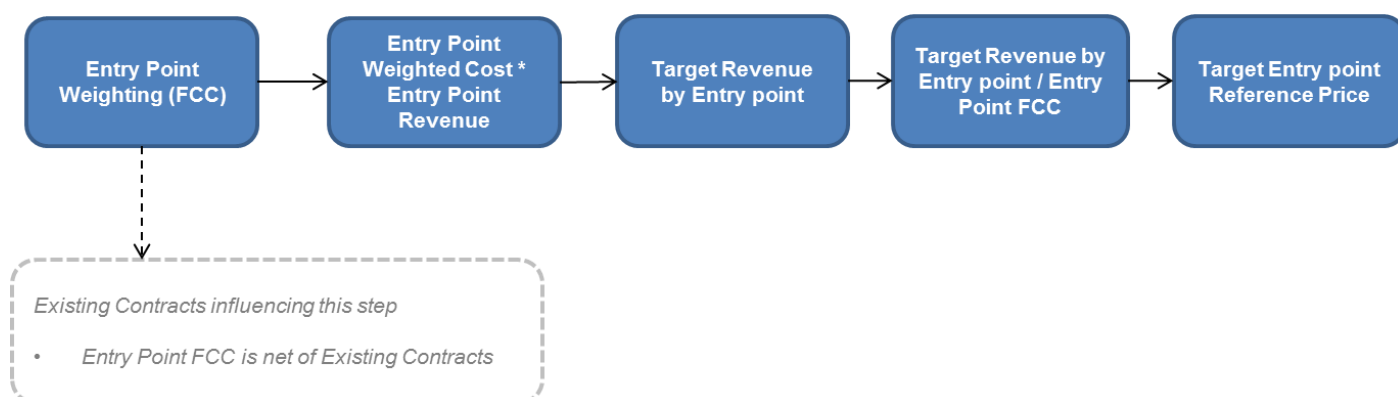 Entry Point
Weighting (FCC)
Entry Point
Weighted Cost *
Entry Point
Revenue
Target Revenue
by Entry point
Target Revenue by
Entry point / Entry
Point FCC
Target Entry point
Reference Price
Existing Contracts influencing this step
• Entry Point FCC is net of Existing Contracts